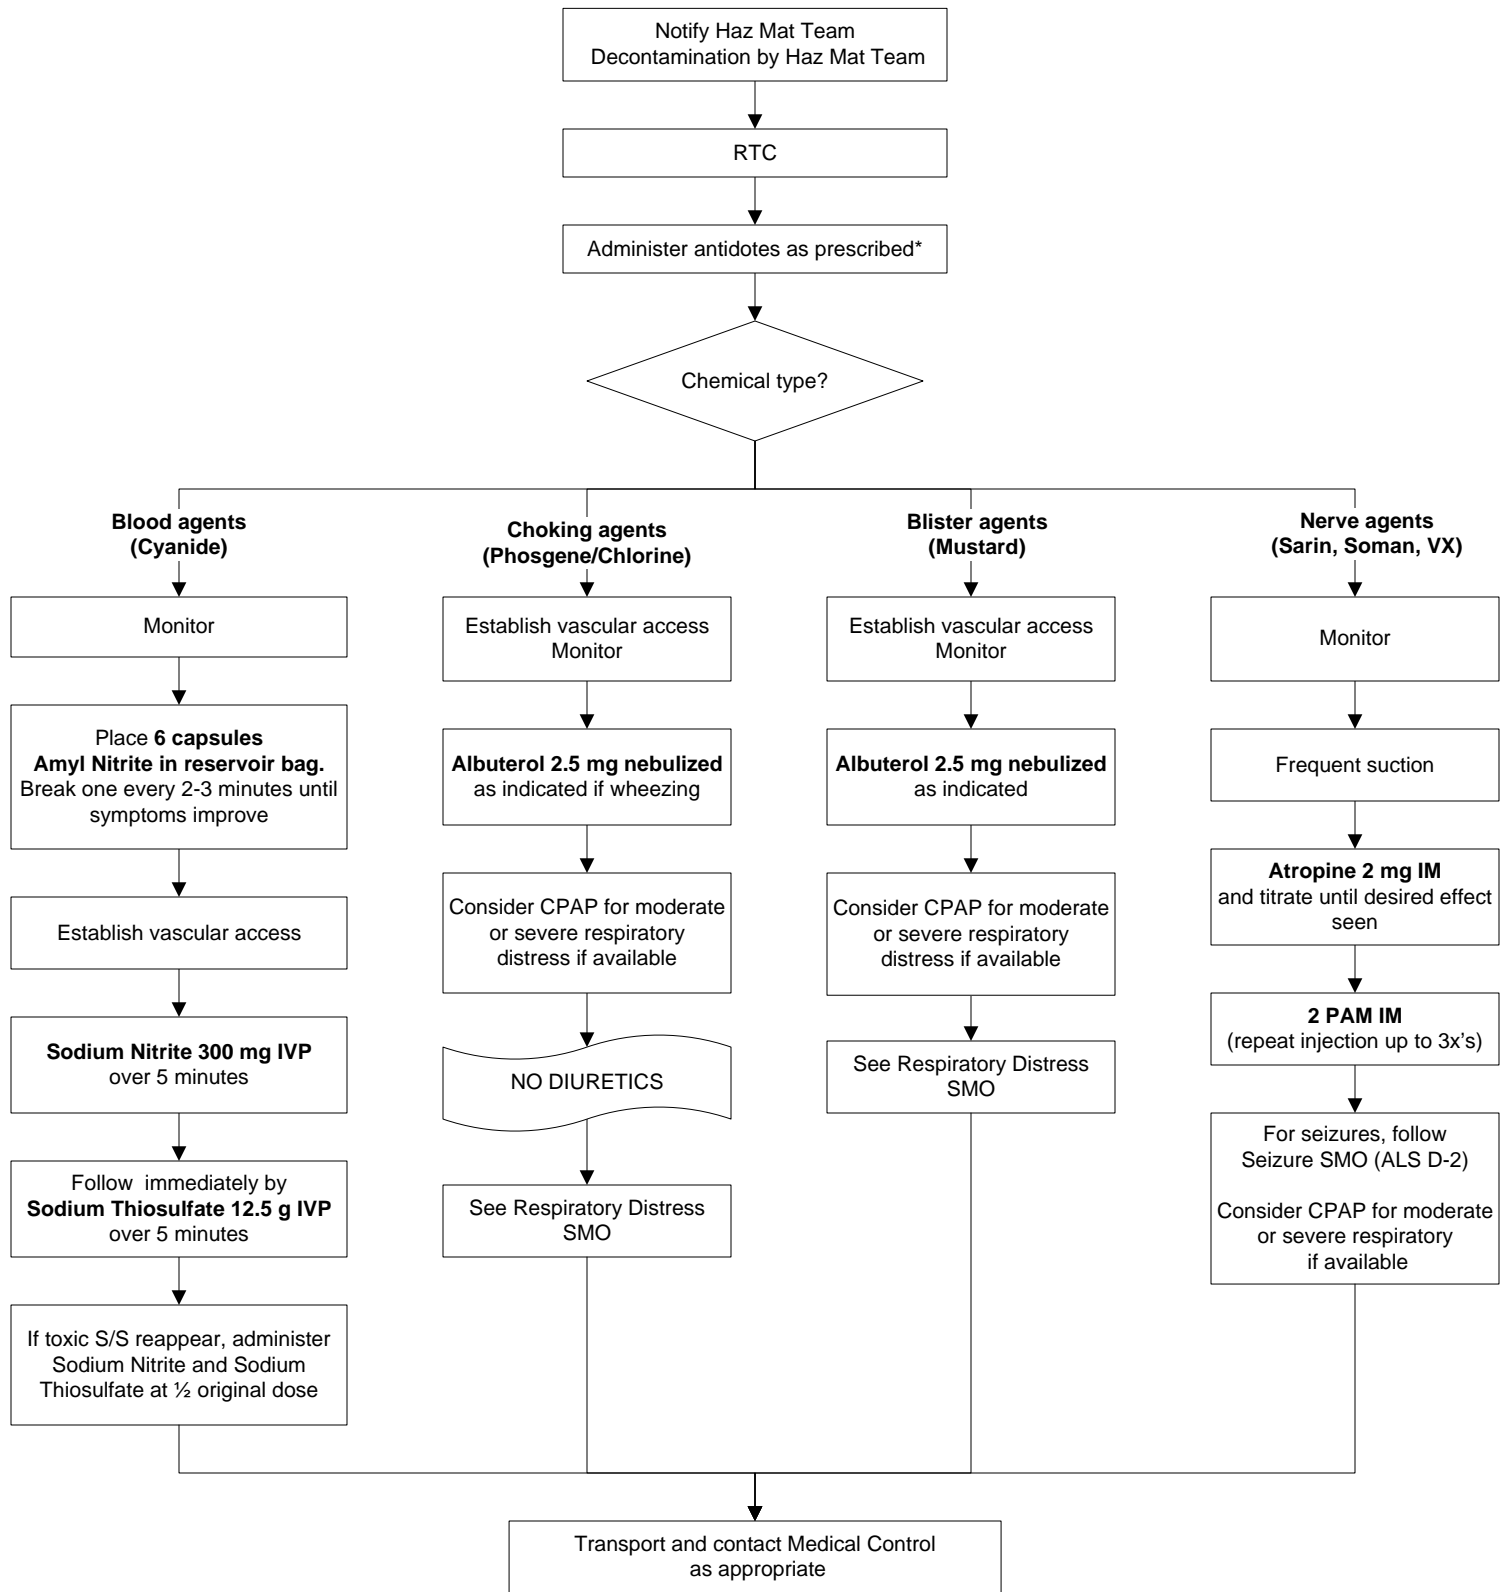 Notify Haz Mat Team
Decontamination by Haz Mat Team
RTC
Administer antidotes as prescribed*
Chemical type?
Blood agents
(Cyanide)
Monitor
Place 6 capsules
Amyl Nitrite in reservoir bag.
Break one every 2-3 minutes until
symptoms improve
Establish vascular access
Sodium Nitrite 300 mg IVP
over 5 minutes
Follow immediately by
Sodium Thiosulfate 12.5 g IVP
over 5 minutes
If toxic S/S reappear, administer
Sodium Nitrite and Sodium
Thiosulfate at ½ original dose
Choking agents
(Phosgene/Chlorine)
Establish vascular access
Monitor
Albuterol 2.5 mg nebulized
as indicated if wheezing
Consider CPAP for moderate
or severe respiratory
distress if available
NO DIURETICS
See Respiratory Distress
SMO
Blister agents
(Mustard)
Establish vascular access
Monitor
Albuterol 2.5 mg nebulized
as indicated
Consider CPAP for moderate
or severe respiratory
distress if available
See Respiratory Distress
SMO
Nerve agents
(Sarin, Soman, VX)
Monitor
Frequent suction
Atropine 2 mg IM
and titrate until desired effect
seen
2 PAM IM
(repeat injection up to 3x's)
For seizures, follow
Seizure SMO (ALS D-2)
Consider CPAP for moderate
or severe respiratory
if available
Transport and contact Medical Control
as appropriate